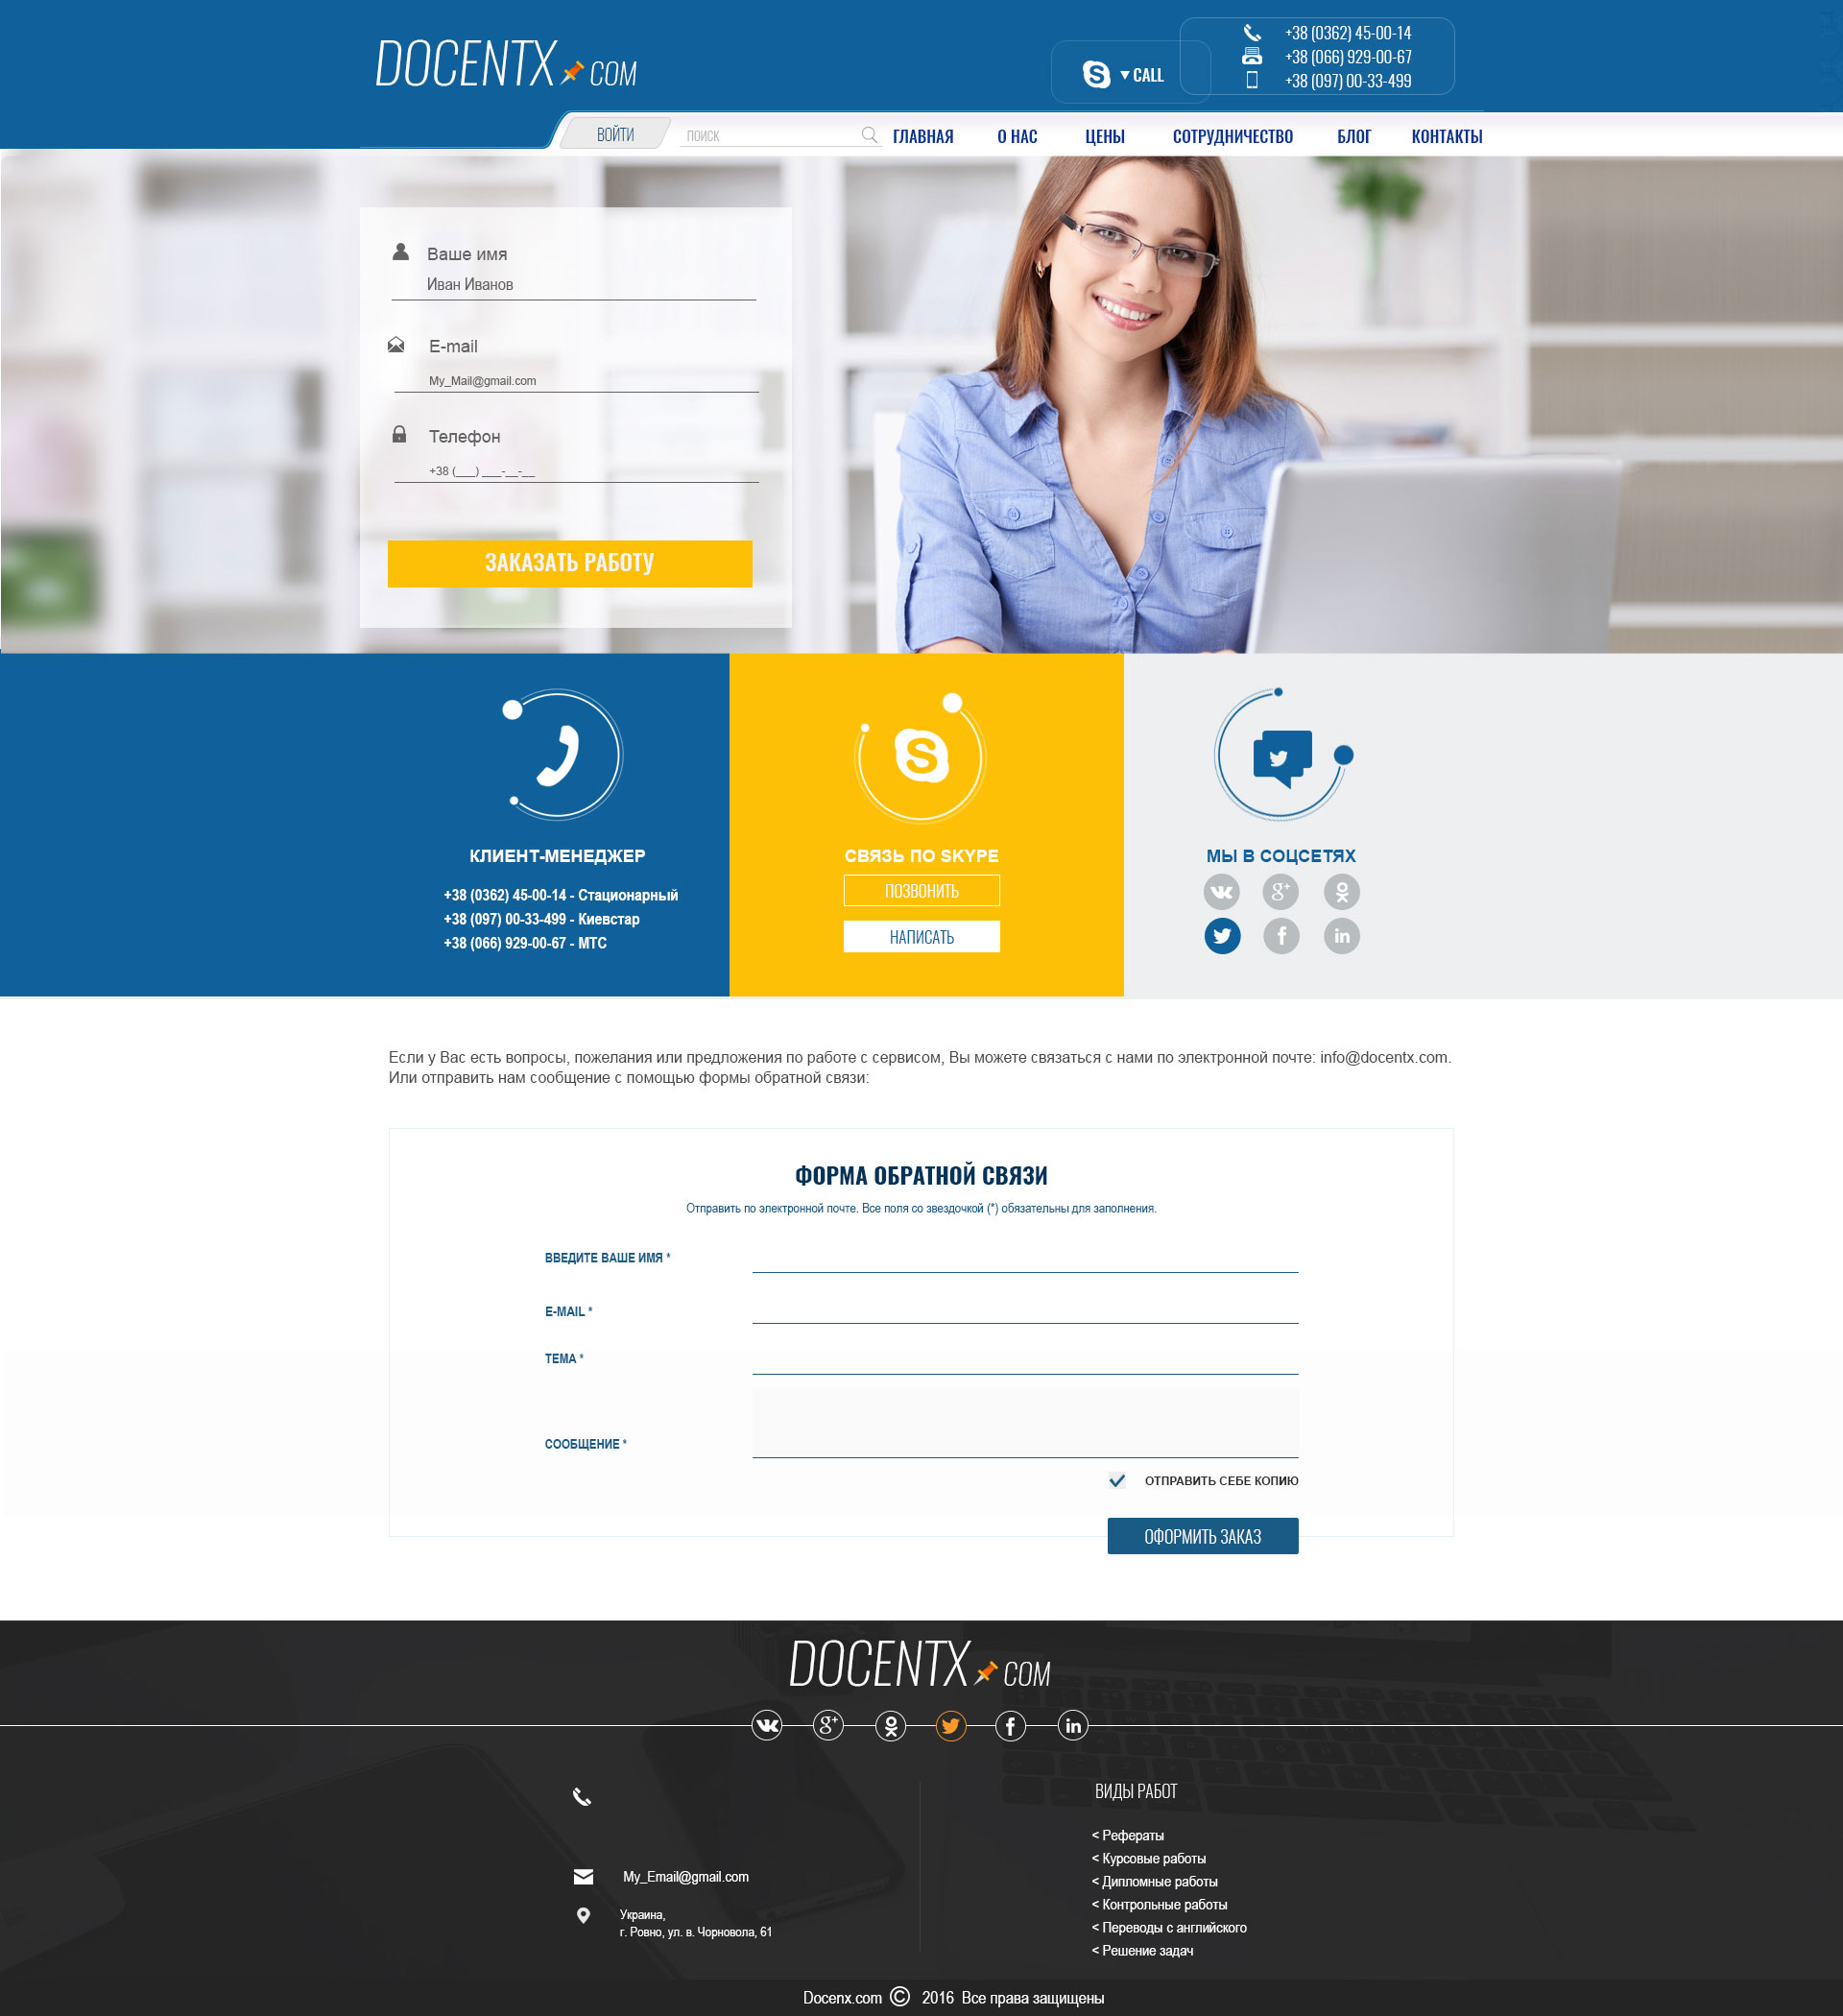 DOCENTX COM
CALL
+38 (0362) 45-00-14
+38 (066) 929-00-67
+38 (097) 00-33-499
ВОЙТИ
ПОИСК
ГЛАВНАЯ О НАС ЦЕНЫ СОТРУДНИЧЕСТВО БЛОГ КОНТАКТЫ
Ваше имя
Иван Иванов
E-mail
My_Mail@gmail.com
Телефон
+38 (___) ___-__-__
ЗАКАЗАТЬ РАБОТУ
КЛИЕНТ-МЕНЕДЖЕР
+38 (0362) 45-00-14 - Стационарный
+38 (097) 00-33-499 - Киевстар
+38 (066) 929-00-67 - МТС
СВЯЗЬ ПО SKYPE
ПОЗВОНИТЬ
НАПИСАТЬ
МЫ В СОЦСЕТЯХ
Если у Вас есть вопросы, пожелания или предложения по работе с сервисом, Вы можете связаться с нами по электронной почте: info@docentx.com.
Или отправить нам сообщение с помощью формы обратной связи:
ФОРМА ОБРАТНОЙ СВЯЗИ
Отправить по электронной почте. Все поля со звездочкой (*) обязательны для заполнения.
ВВЕДИТЕ ВАШЕ ИМЯ *
E-MAIL *
ТЕМА *
СООБЩЕНИЕ *
ОТПРАВИТЬ СЕБЕ КОПИЮ
ОФОРМИТЬ ЗАКАЗ
DOCENTX COM
My_Email@gmail.com
Украина,
г. Ровно, ул. в. Чорновола, 61
ВИДЫ РАБОТ
< Рефераты
< Курсовые работы
< Дипломные работы
< Контрольные работы
< Переводы с английского
< Решение задач
Docenx.com © 2016 Все права защищены